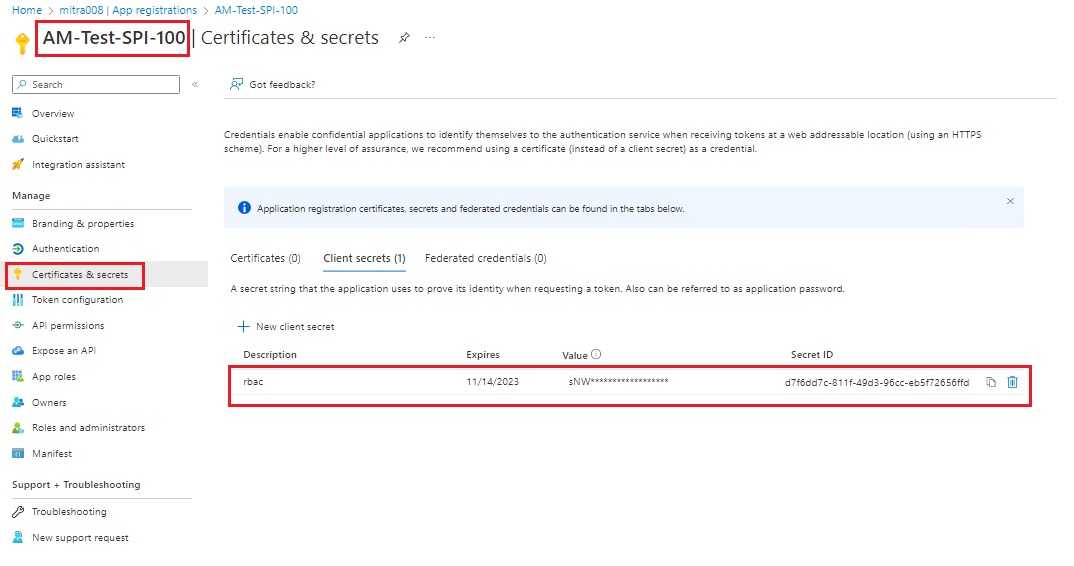 Home > mitra008 | App registrations > AM-Test-SPI-100
AM-Test-SPI-100 | Certificates & secrets ...
Search «
Overview
Quickstart
Integration assistant
Manage
Branding & properties
Authentication
Certificates & secrets
Token configuration
API permissions
Expose an API
App roles
Owners
Roles and administrators
Manifest
Support + Troubleshooting
Troubleshooting
New support request
Got feedback?
Credentials enable confidential applications to identify themselves to the authentication service when receiving tokens at a web addressable location (using an HTTPS
scheme). For a higher level of assurance, we recommend using a certificate (instead of a client secret) as a credential.
Application registration certificates, secrets and federated credentials can be found in the tabs below.
Certificates (0) Client secrets (1) Federated credentials (0)
A secret string that the application uses to prove its identity when requesting a token. Also can be referred to as application password.
+ New client secret
Description Expires Value Secret ID
rbac 11/14/2023 sNW****************** d7f6dd7c-811f-49d3-96cc-eb5f72656ffd